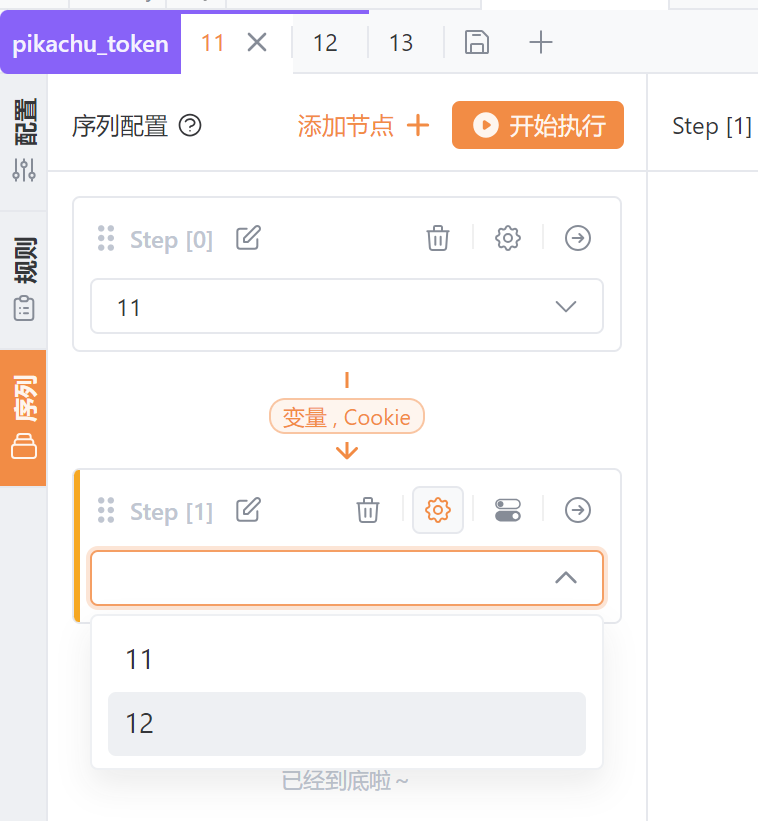 pikachu_token 11 12 13
配置
规则
序列
序列配置 添加节点 开始执行 Step [1]
Step [0]
11
变量 , Cookie
Step [1]
11
12
已经到底啦 ~